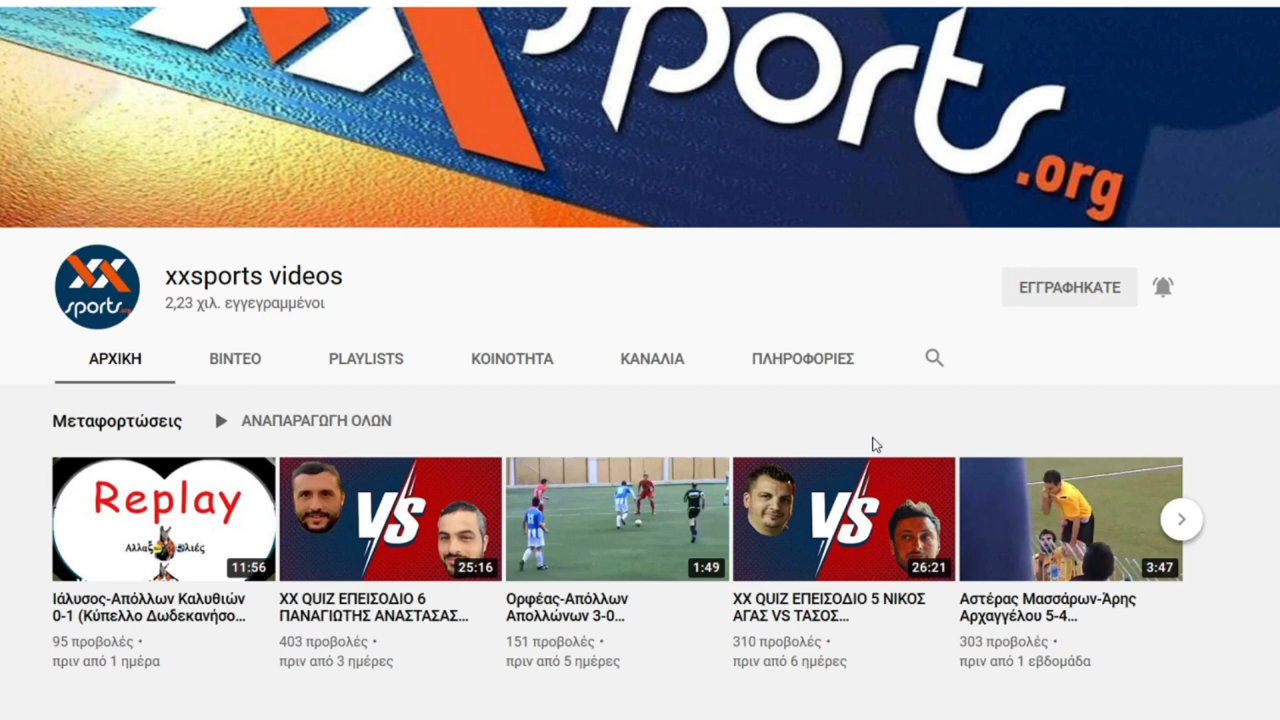 XXsports
.org
XX
sports.org
xxsports videos
2,23 χιλ. εγγεγραμμένοι
ΕΓΓΡΑΦΗΚΑΤΕ
ΑΡΧΙΚΗ ΒΙΝΤΕΟ PLAYLISTS ΚΟΙΝΟΤΗΤΑ ΚΑΝΑΛΙΑ ΠΛΗΡΟΦΟΡΙΕΣ
Μεταφορτώσεις ΑΝΑΠΑΡΑΓΩΓΗ ΟΛΩΝ
Replay
11:56
VS
25:16
1:49
VS
26:21
3:47
Ιάλυσος-Απόλλων Καλυθιών
0-1 (Κύπελλο Δωδεκανήσο...
95 προβολές •
πριν από 1 ημέρα
XX QUIZ ΕΠΕΙΣΟΔΙΟ 6
ΠΑΝΑΓΙΩΤΗΣ ΑΝΑΣΤΑΣΑΣ...
403 προβολές •
πριν από 3 ημέρες
Ορφέας-Απόλλων
Απολλώνων 3-0...
151 προβολές •
πριν από 5 ημέρες
XX QUIZ ΕΠΕΙΣΟΔΙΟ 5 ΝΙΚΟΣ
ΑΓΑΣ VS ΤΑΣΟΣ...
310 προβολές •
πριν από 6 ημέρες
Αστέρας Μασσάρων-Άρης
Αρχαγγέλου 5-4...
303 προβολές •
πριν από 1 εβδομάδα